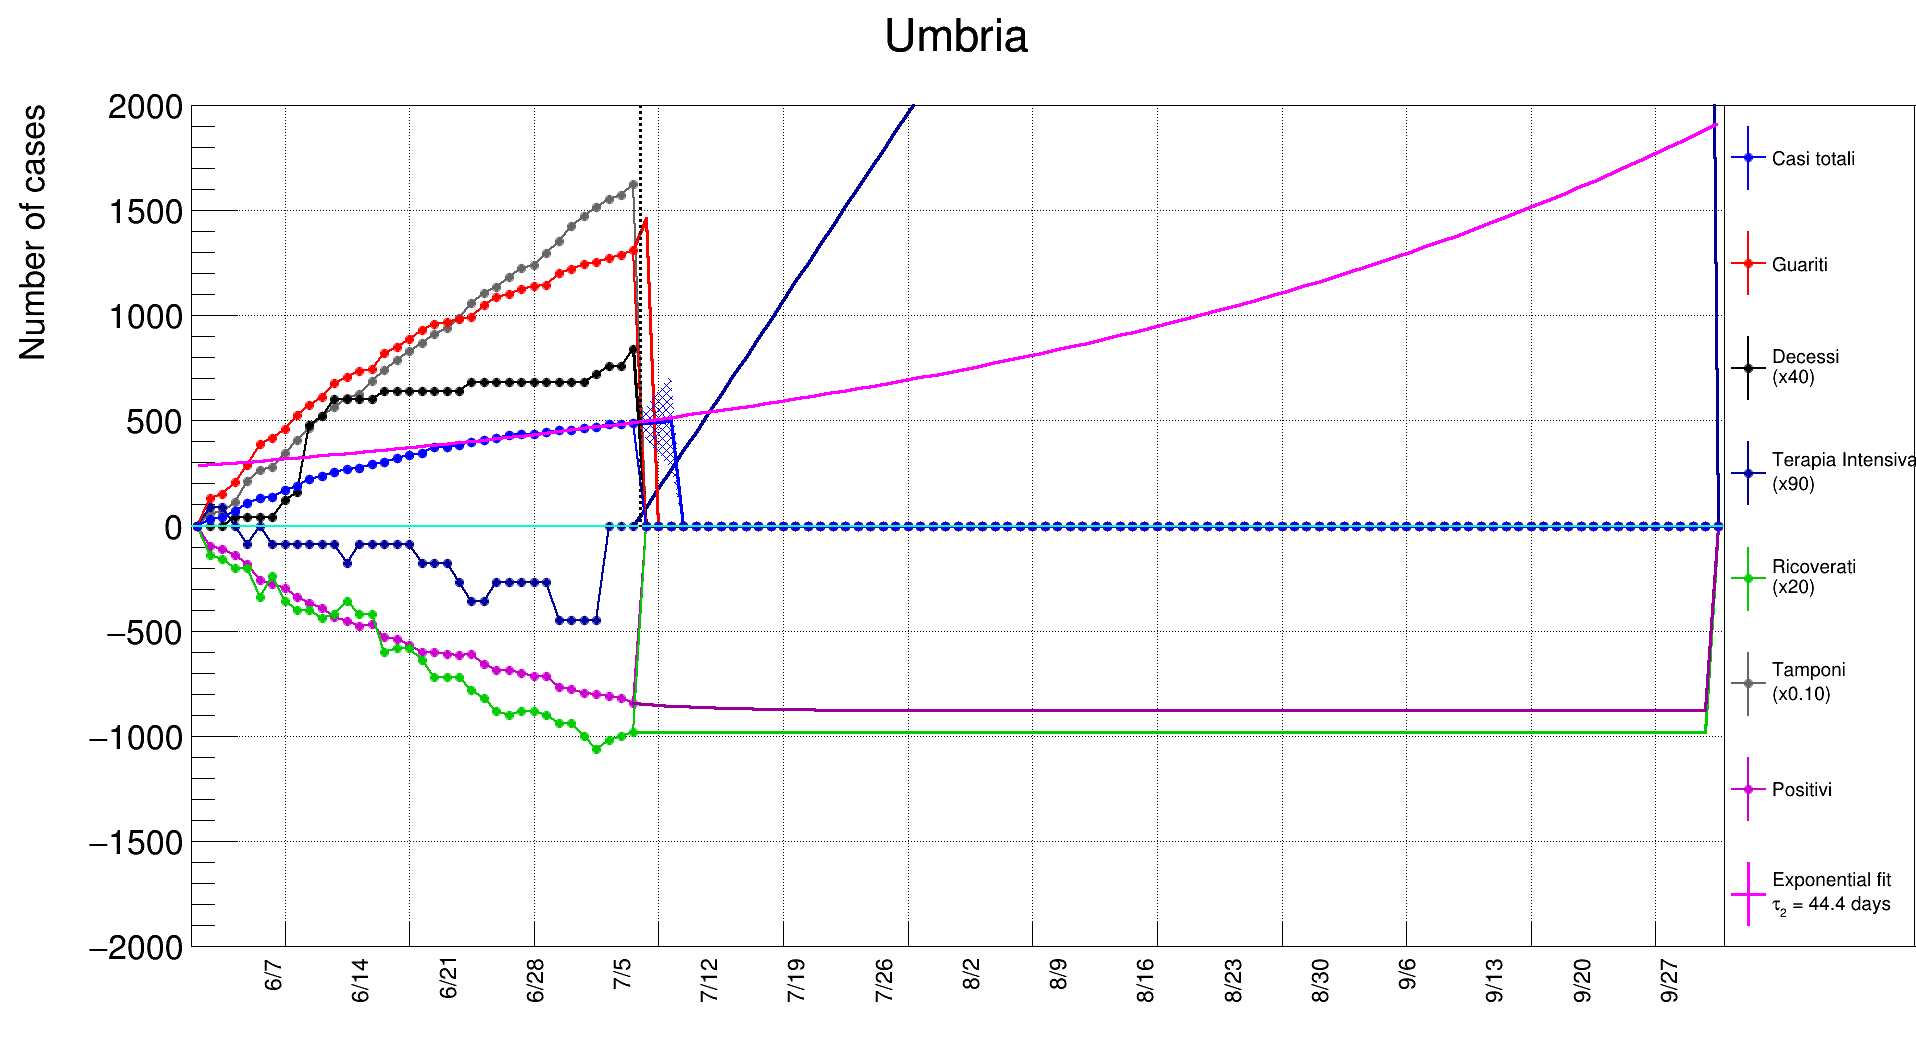 Umbria
Number of cases
2000
1500
1000
500
0
−500
−1000
−1500
−2000
6/7
6/14
6/21
6/28
7/5
7/12
7/19
7/26
8/2
8/9
8/16
8/23
8/30
9/6
9/13
9/20
9/27
Casi totali
Guariti
Decessi
(x40)
Terapia Intensiva
(x90)
Ricoverati
(x20)
Tamponi
(x0.10)
Positivi
Exponential fit
τ₂ = 44.4 days